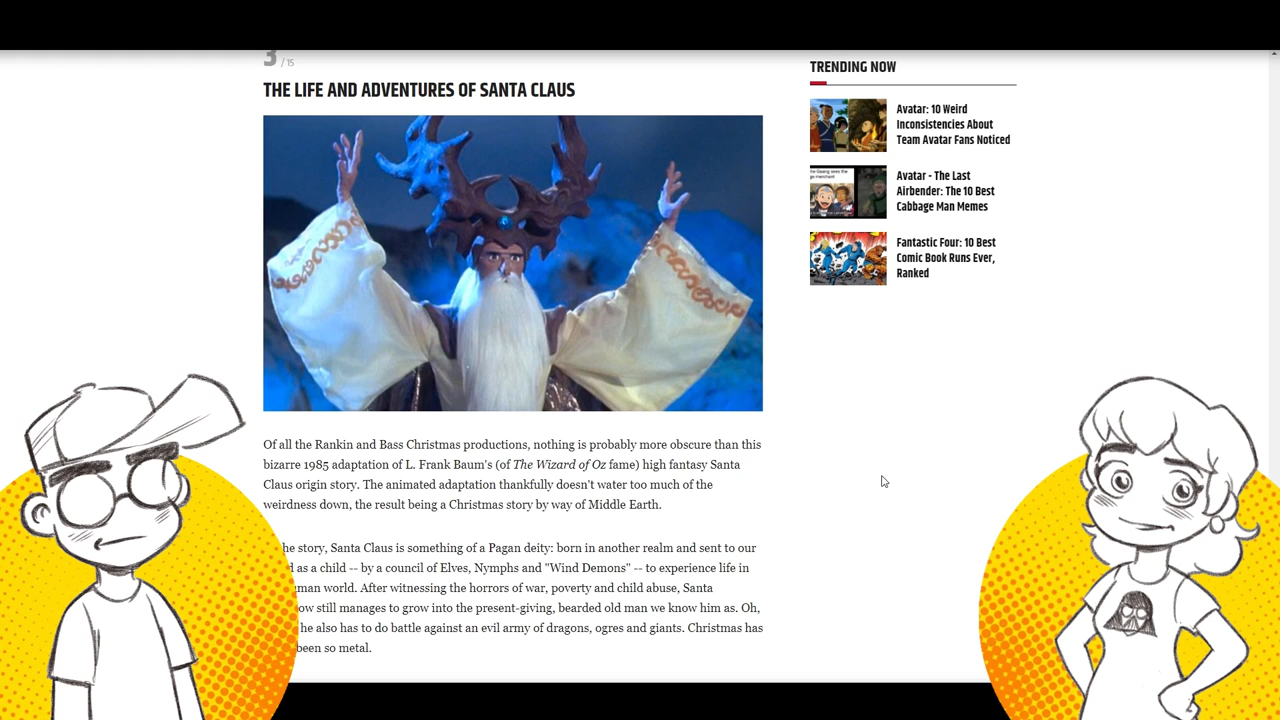 3 / 15
THE LIFE AND ADVENTURES OF SANTA CLAUS
Of all the Rankin and Bass Christmas productions, nothing is probably more obscure than this
bizarre 1985 adaptation of L. Frank Baum's (of The Wizard of Oz fame) high fantasy Santa
Claus origin story. The animated adaptation thankfully doesn't water too much of the
weirdness down, the result being a Christmas story by way of Middle Earth.
he story, Santa Claus is something of a Pagan deity: born in another realm and sent to our
d as a child -- by a council of Elves, Nymphs and "Wind Demons" -- to experience life in
man world. After witnessing the horrors of war, poverty and child abuse, Santa
ow still manages to grow into the present-giving, bearded old man we know him as. Oh,
he also has to do battle against an evil army of dragons, ogres and giants. Christmas has
been so metal.
TRENDING NOW
Avatar: 10 Weird
Inconsistencies About
Team Avatar Fans Noticed
Avatar - The Last
Airbender: The 10 Best
Cabbage Man Memes
Fantastic Four: 10 Best
Comic Book Runs Ever,
Ranked